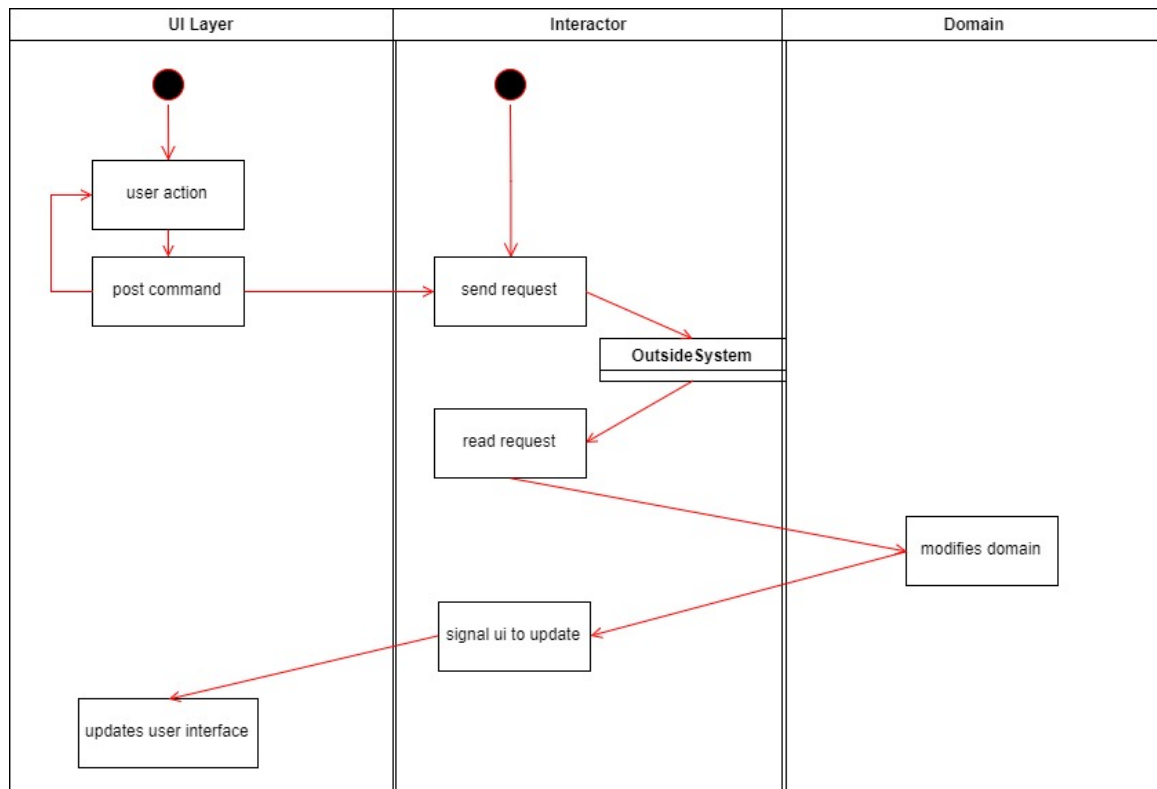 UI Layer
Interactor
Domain
user action
post command
send request
OutsideSystem
read request
modifies domain
signal ui to update
updates user interface